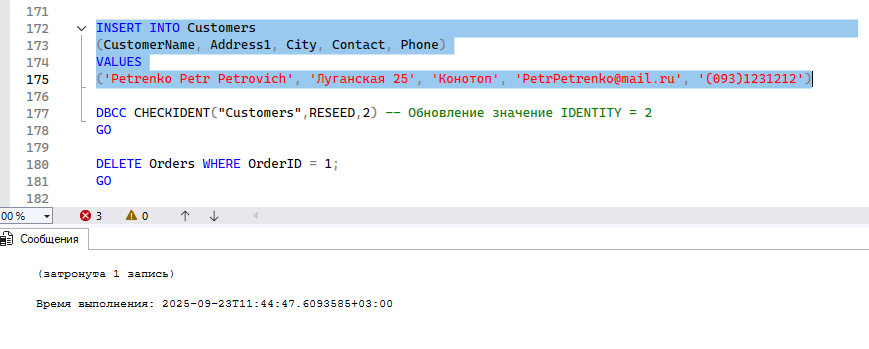 171
172 INSERT INTO Customers
173 (CustomerName, Address1, City, Contact, Phone)
174 VALUES
175 ('Petrenko Petr Petrovich', 'Луганская 25', 'Конотоп', 'PetrPetrenko@mail.ru', '(093)1231212')
176
177 DBCC CHECKIDENT("Customers",RESEED,2) -- Обновление значение IDENTITY = 2
178 GO
179
180 DELETE Orders WHERE OrderID = 1;
181 GO
182
00 % 3 0
Сообщения
(затронута 1 запись)
Время выполнения: 2025-09-23T11:44:47.6093585+03:00